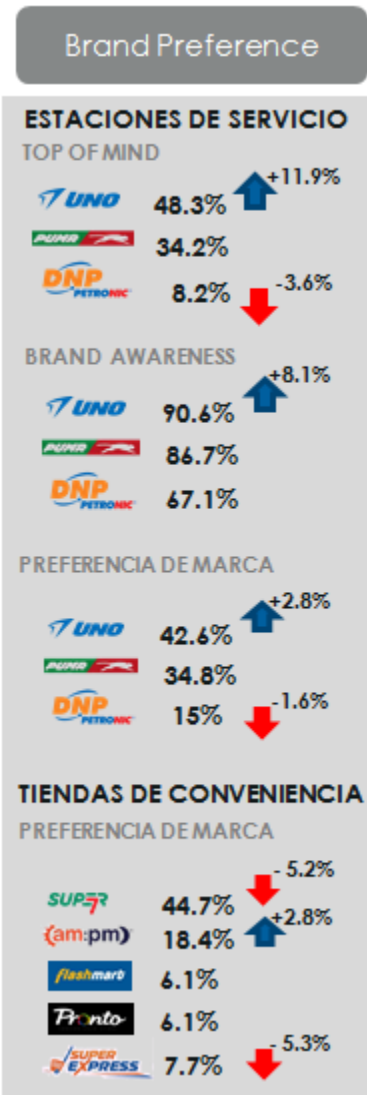 Brand Preference
ESTACIONES DE SERVICIO
TOP OF MIND
UNO 48.3% +11.9%
PUMA 34.2%
DNP PETRONIC 8.2% -3.6%
BRAND AWARENESS
UNO 90.6% +8.1%
PUMA 86.7%
DNP PETRONIC 67.1%
PREFERENCIA DE MARCA
UNO 42.6% +2.8%
PUMA 34.8%
DNP PETRONIC 15% -1.6%
TIENDAS DE CONVENIENCIA
PREFERENCIA DE MARCA
SUPER7 44.7% - 5.2%
(am:pm) 18.4% +2.8%
flashmart 6.1%
Pronto 6.1%
SUPER EXPRESS 7.7% - 5.3%